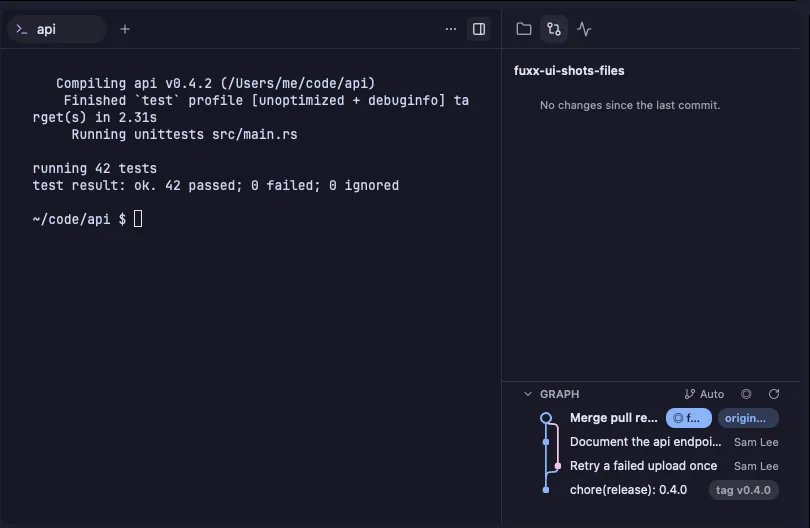 api
Compiling api v0.4.2 (/Users/me/code/api)
Finished `test` profile [unoptimized + debuginfo] ta
rget(s) in 2.31s
Running unittests src/main.rs
running 42 tests
test result: ok. 42 passed; 0 failed; 0 ignored
~/code/api $
fuxx-ui-shots-files
No changes since the last commit.
GRAPH Auto
Merge pull re... f... origin...
Document the api endpoi... Sam Lee
Retry a failed upload once Sam Lee
chore(release): 0.4.0 tag v0.4.0